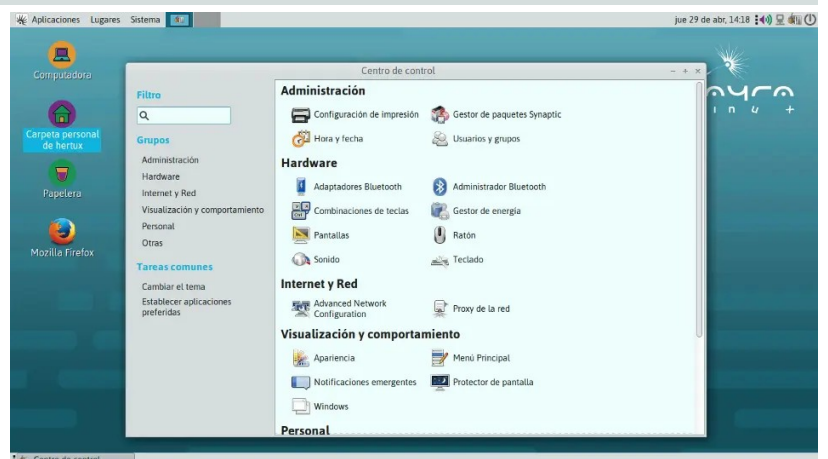 Aplicaciones Lugares Sistema
jue 29 de abr, 14:18
Computadora
Carpeta personal
de hertux
Papelera
Mozilla Firefox
Centro de control
Filtro
Grupos
Administración
Hardware
Internet y Red
Visualización y comportamiento
Personal
Otras
Tareas comunes
Cambiar el tema
Establecer aplicaciones
preferidas
Administración
Configuración de impresión
Gestor de paquetes Synaptic
Hora y fecha
Usuarios y grupos
Hardware
Adaptadores Bluetooth
Administrador Bluetooth
Combinaciones de teclas
Gestor de energía
Pantallas
Ratón
Sonido
Teclado
Internet y Red
Advanced Network
Configuration
Proxy de la red
Visualización y comportamiento
Apariencia
Menú Principal
Notificaciones emergentes
Protector de pantalla
Windows
Personal
Centro de control